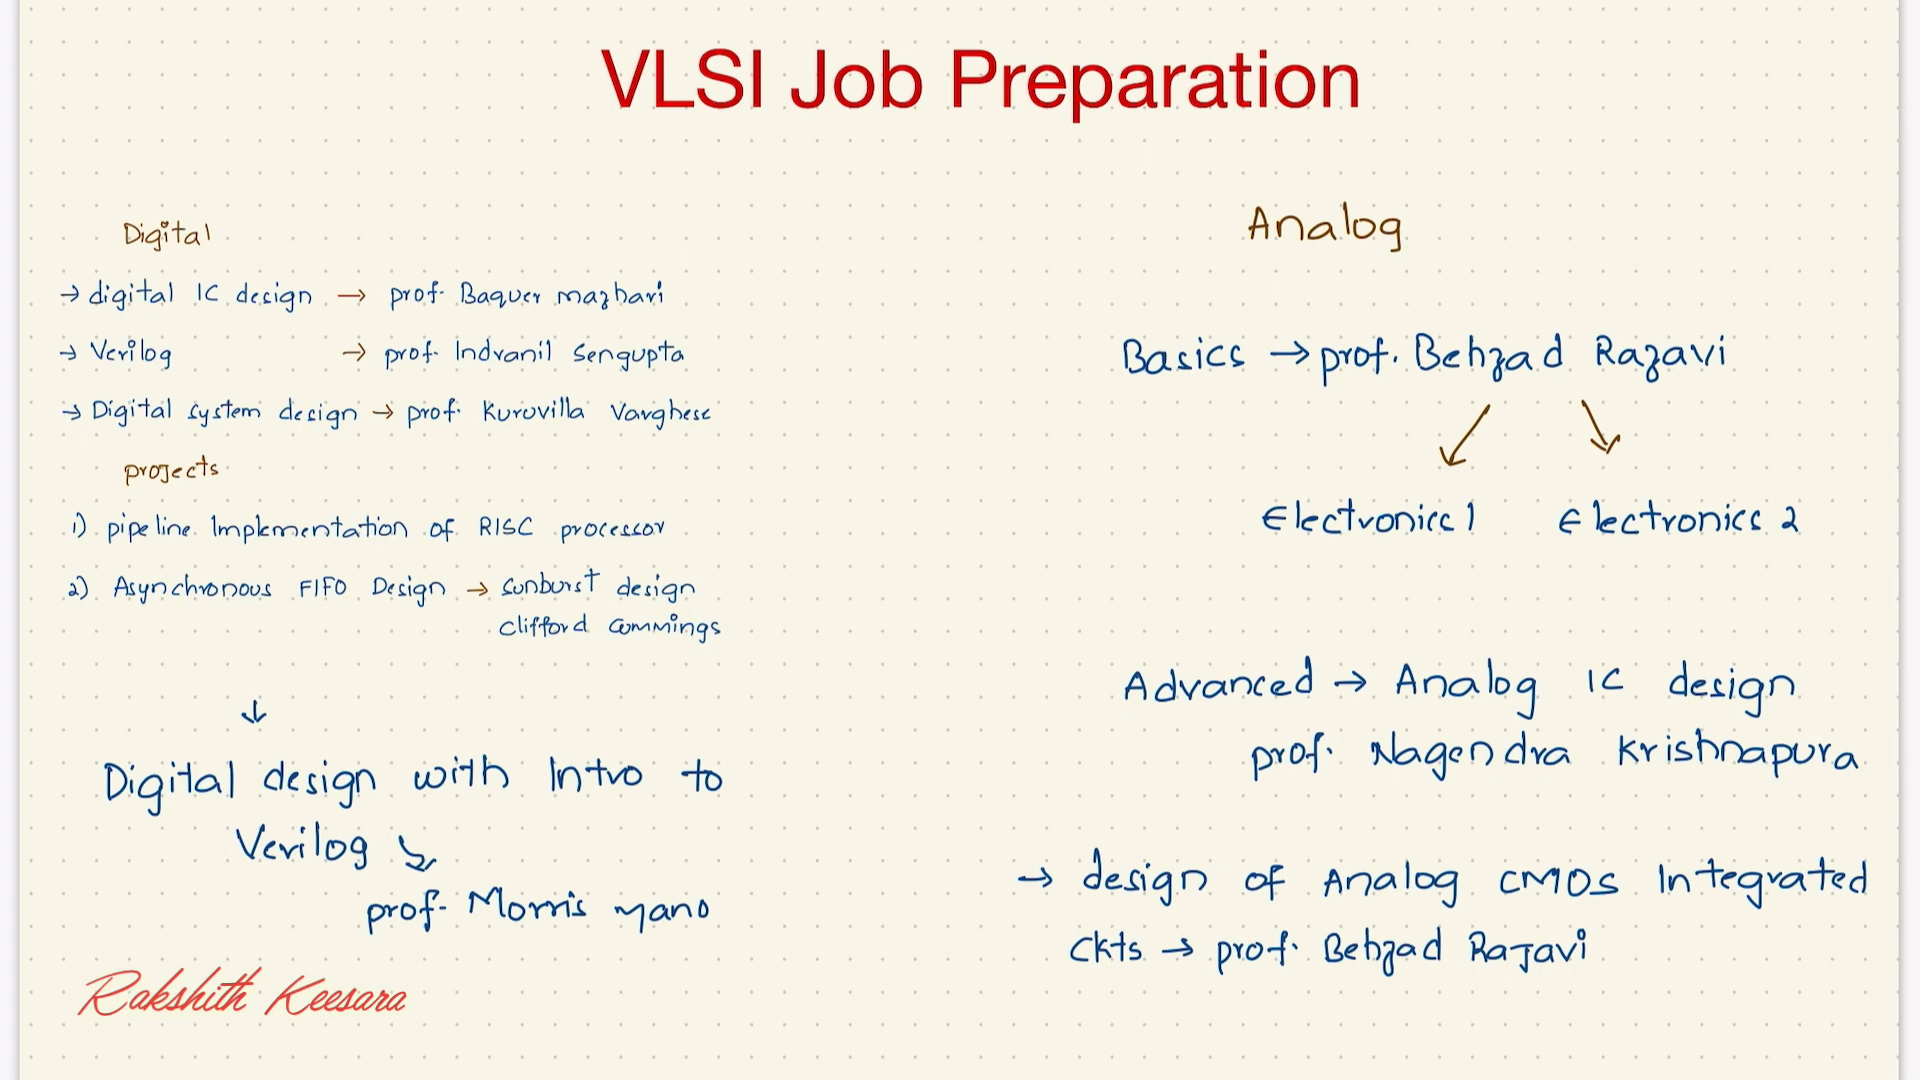 VLSI Job Preparation
Digital
→ digital IC design → prof. Baquer mazhari
→ Verilog → prof. Indranil Sengupta
→ Digital system design → prof. Kuruvilla Varghese
projects
1) pipeline Implementation of RISC processor
2) Asynchronous FIFO Design → Sunburst design
Clifford Cummings
↓
Digital design with Intro to
Verilog ↘
prof. Morris mano
Rakshith Keesara
Analog
Basics → prof. Behzad Razavi
↙ ↘
Electronics 1 Electronics 2
Advanced → Analog IC design
prof. Nagendra Krishnapura
→ design of Analog CMOS Integrated
Ckts → prof. Behzad Razavi